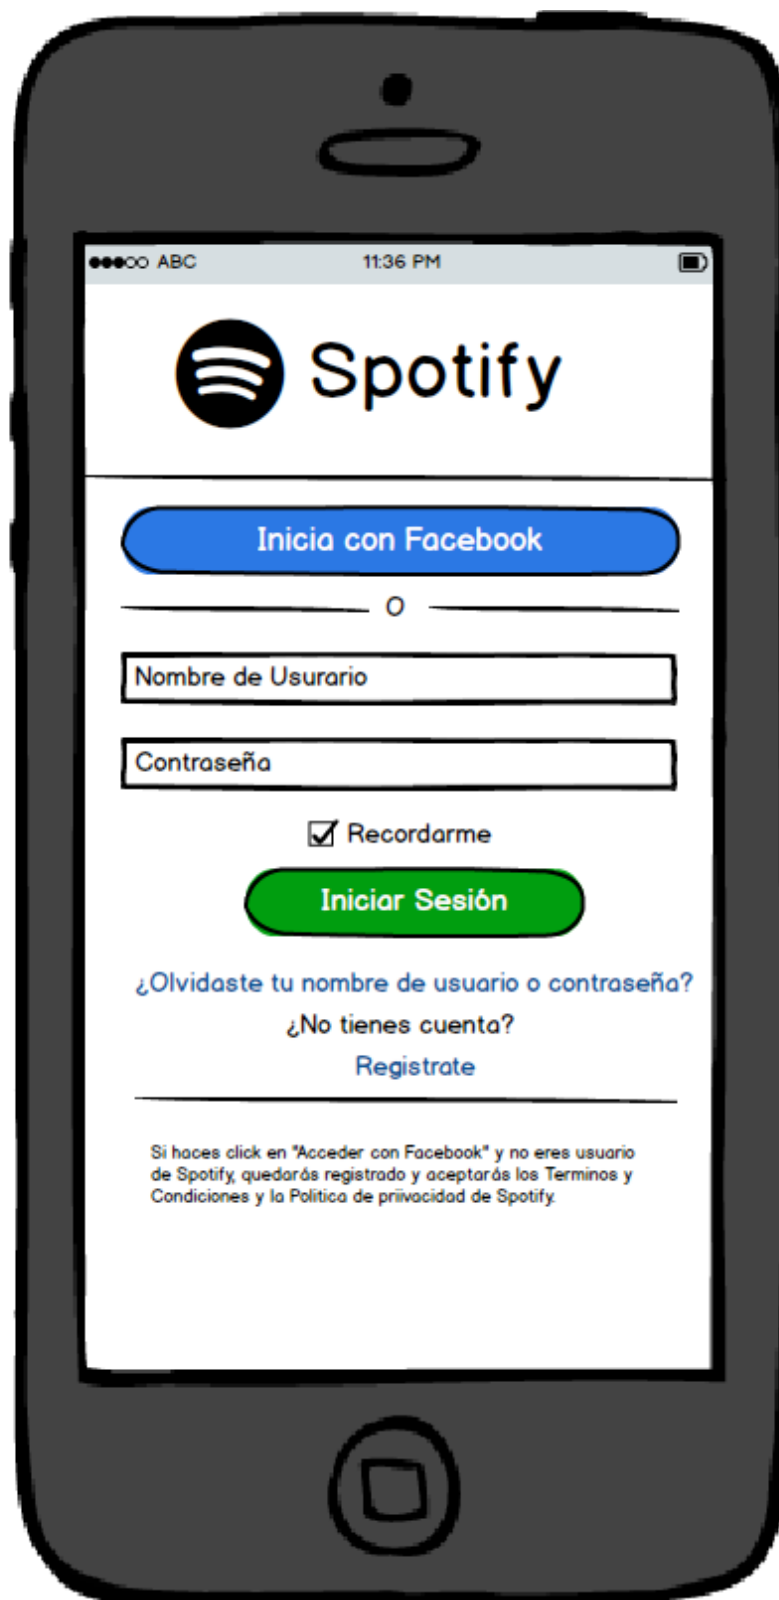 ABC 11:36 PM
Spotify
Inicia con Facebook
O
Nombre de Usurario
Contraseña
Recordarme
Iniciar Sesión
¿Olvidaste tu nombre de usuario o contraseña?
¿No tienes cuenta?
Registrate
Si haces click en "Acceder con Facebook" y no eres usuario
de Spotify, quedarás registrado y aceptarás los Terminos y
Condiciones y la Politica de priivacidad de Spotify.